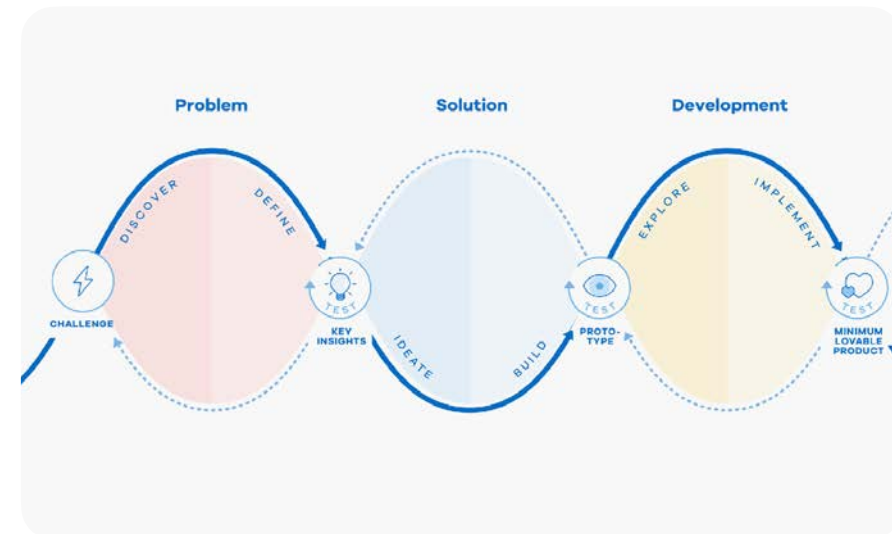 Problem
Solution
Development
DISCOVER
DEFINE
EXPLORE
IMPLEMENT
CHALLENGE
TEST
KEY
INSIGHTS
IDEATE
BUILD
TEST
PROTO-
TYPE
TEST
MINIMUM
LOVABLE
PRODUCT